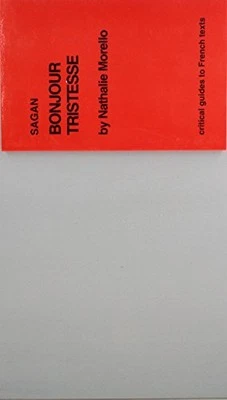 SAGAN
BONJOUR
TRISTESSE
by Nathalie Morello
critical guides to French texts